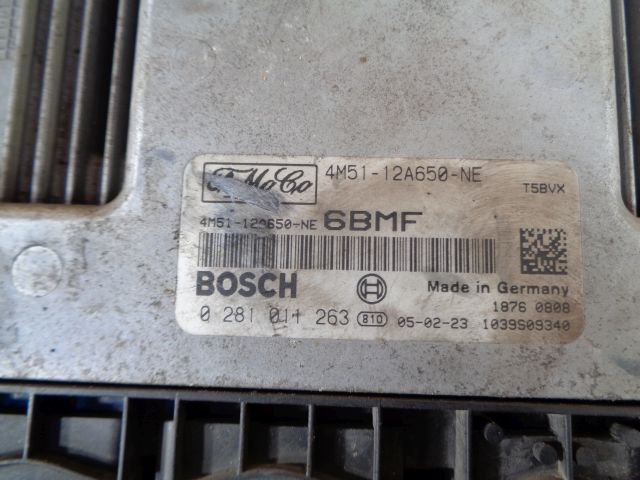 FoMoCo 4M51-12A650-NE
T5BVX
4M51-12A650-NE 6BMF
BOSCH Made in Germany
1876 0808
0 281 011 263 810 05-02-23 1039S09340